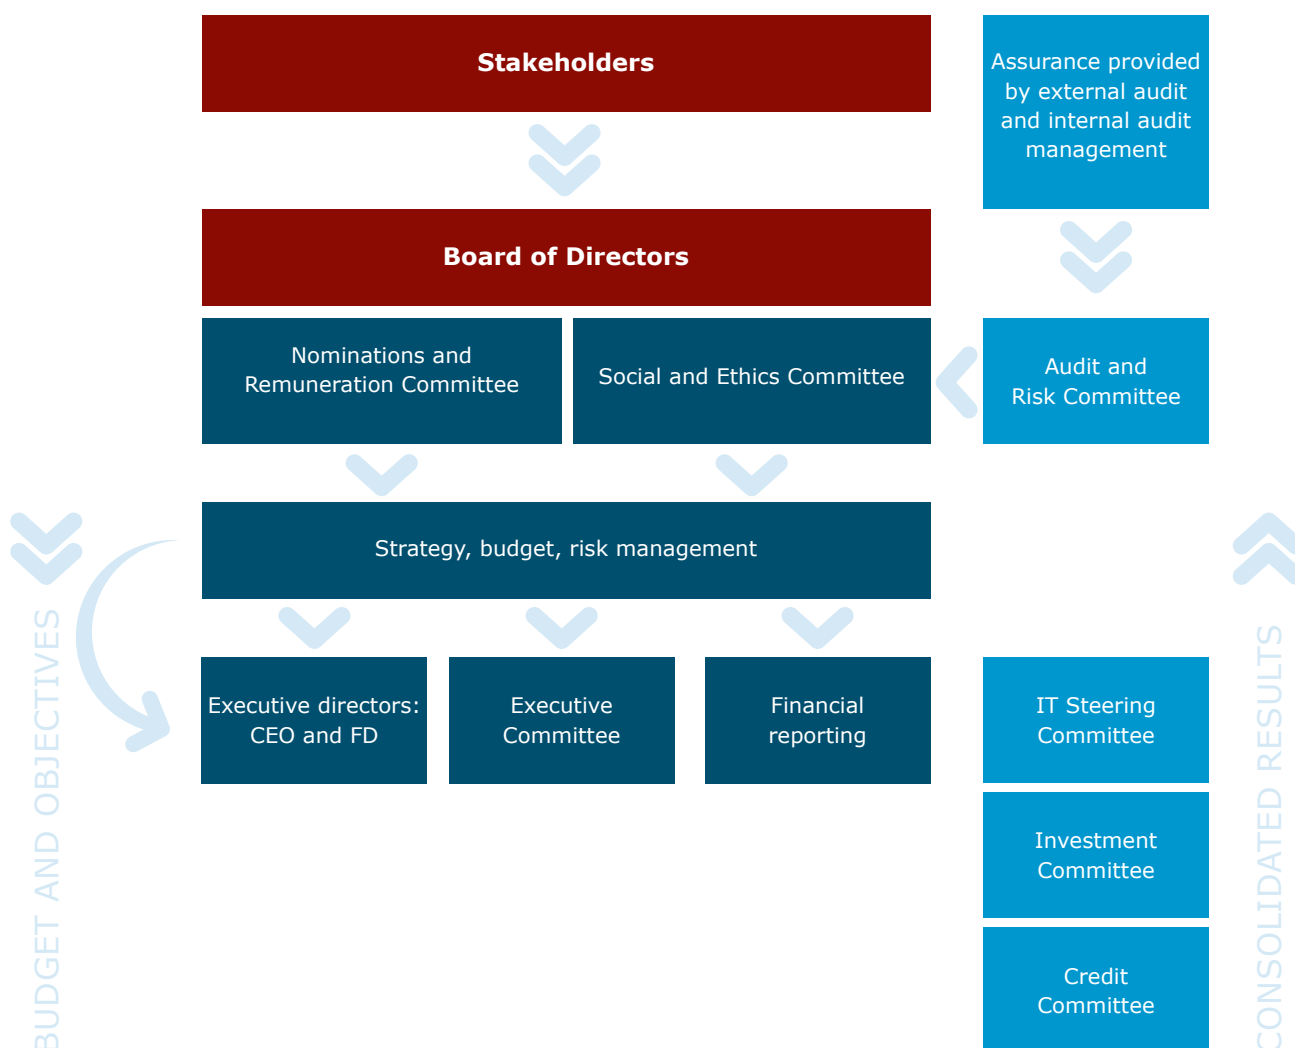 Stakeholders
Assurance provided
by external audit
and internal audit
management
Board of Directors
Nominations and
Remuneration Committee
Social and Ethics Committee
Audit and
Risk Committee
Strategy, budget, risk management
Executive directors:
CEO and FD
Executive
Committee
Financial
reporting
IT Steering
Committee
Investment
Committee
Credit
Committee
BUDGET AND OBJECTIVES
CONSOLIDATED RESULTS